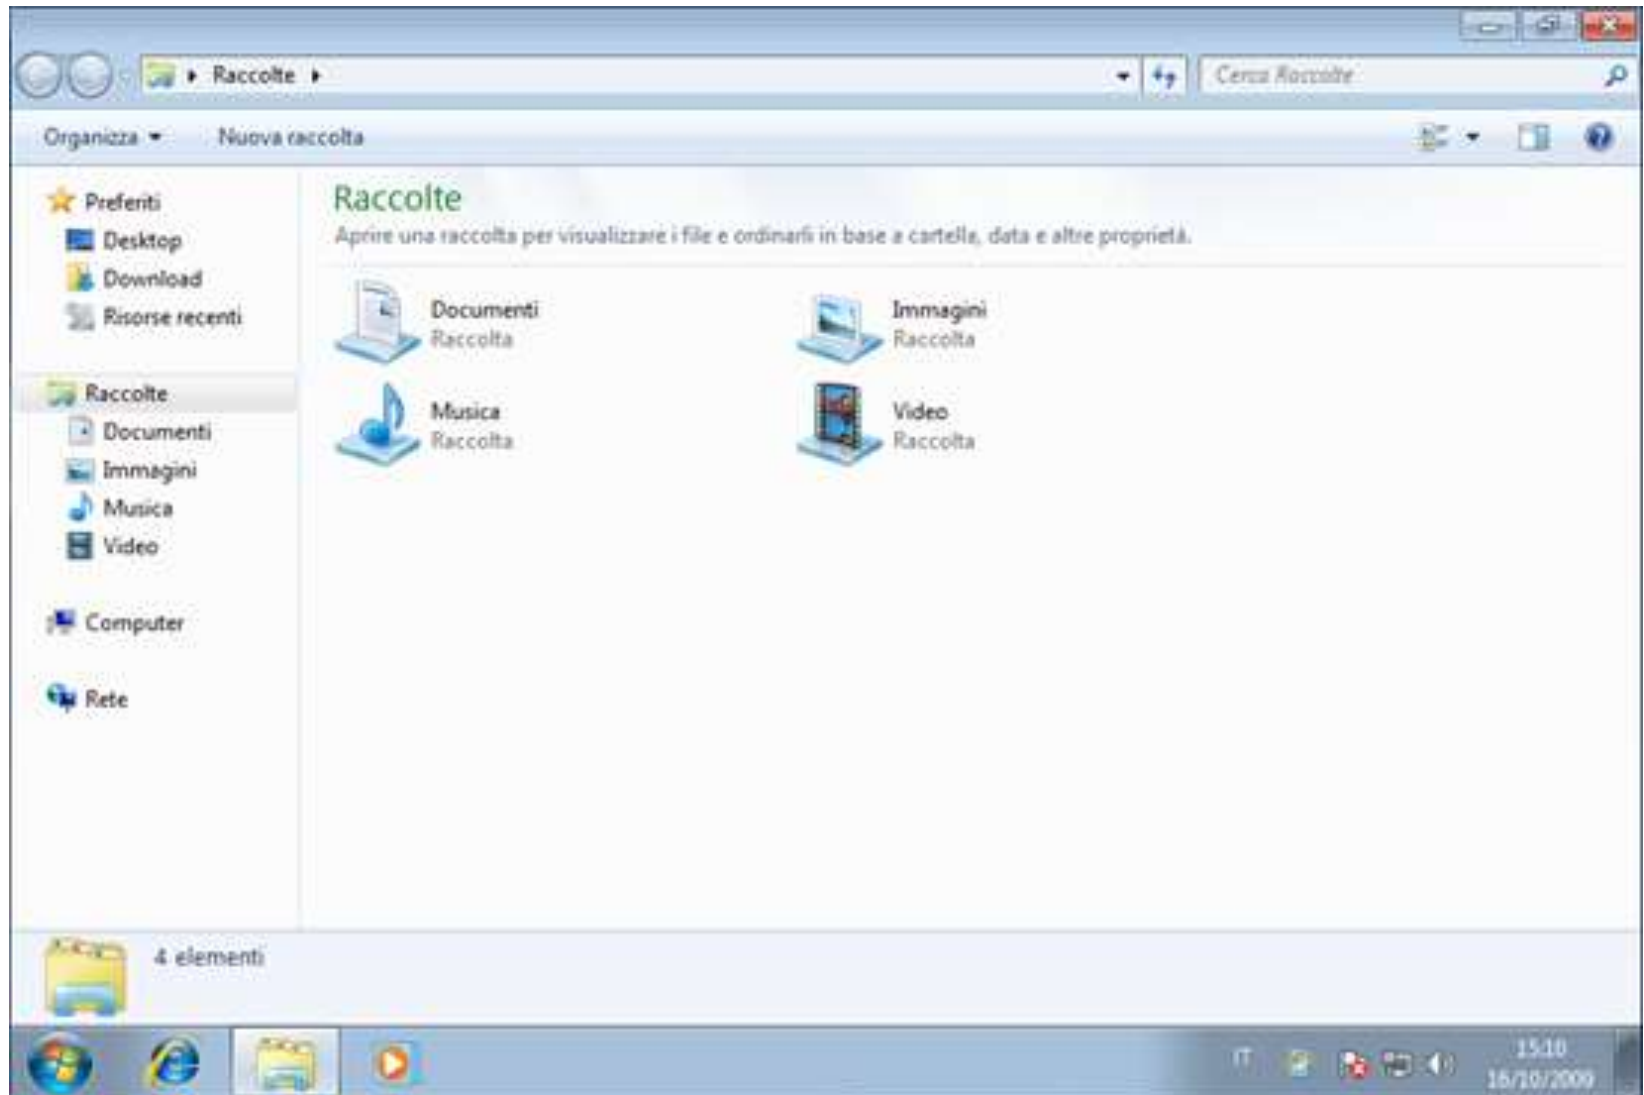 Raccolte
Cerca Raccolte
Organizza
Nuova raccolta
Preferiti
Desktop
Download
Risorse recenti
Raccolte
Documenti
Immagini
Musica
Video
Computer
Rete
Raccolte
Aprire una raccolta per visualizzare i file e ordinarli in base a cartella, data e altre proprietà.
Documenti
Raccolta
Immagini
Raccolta
Musica
Raccolta
Video
Raccolta
4 elementi
IT
15:10
16/10/2009